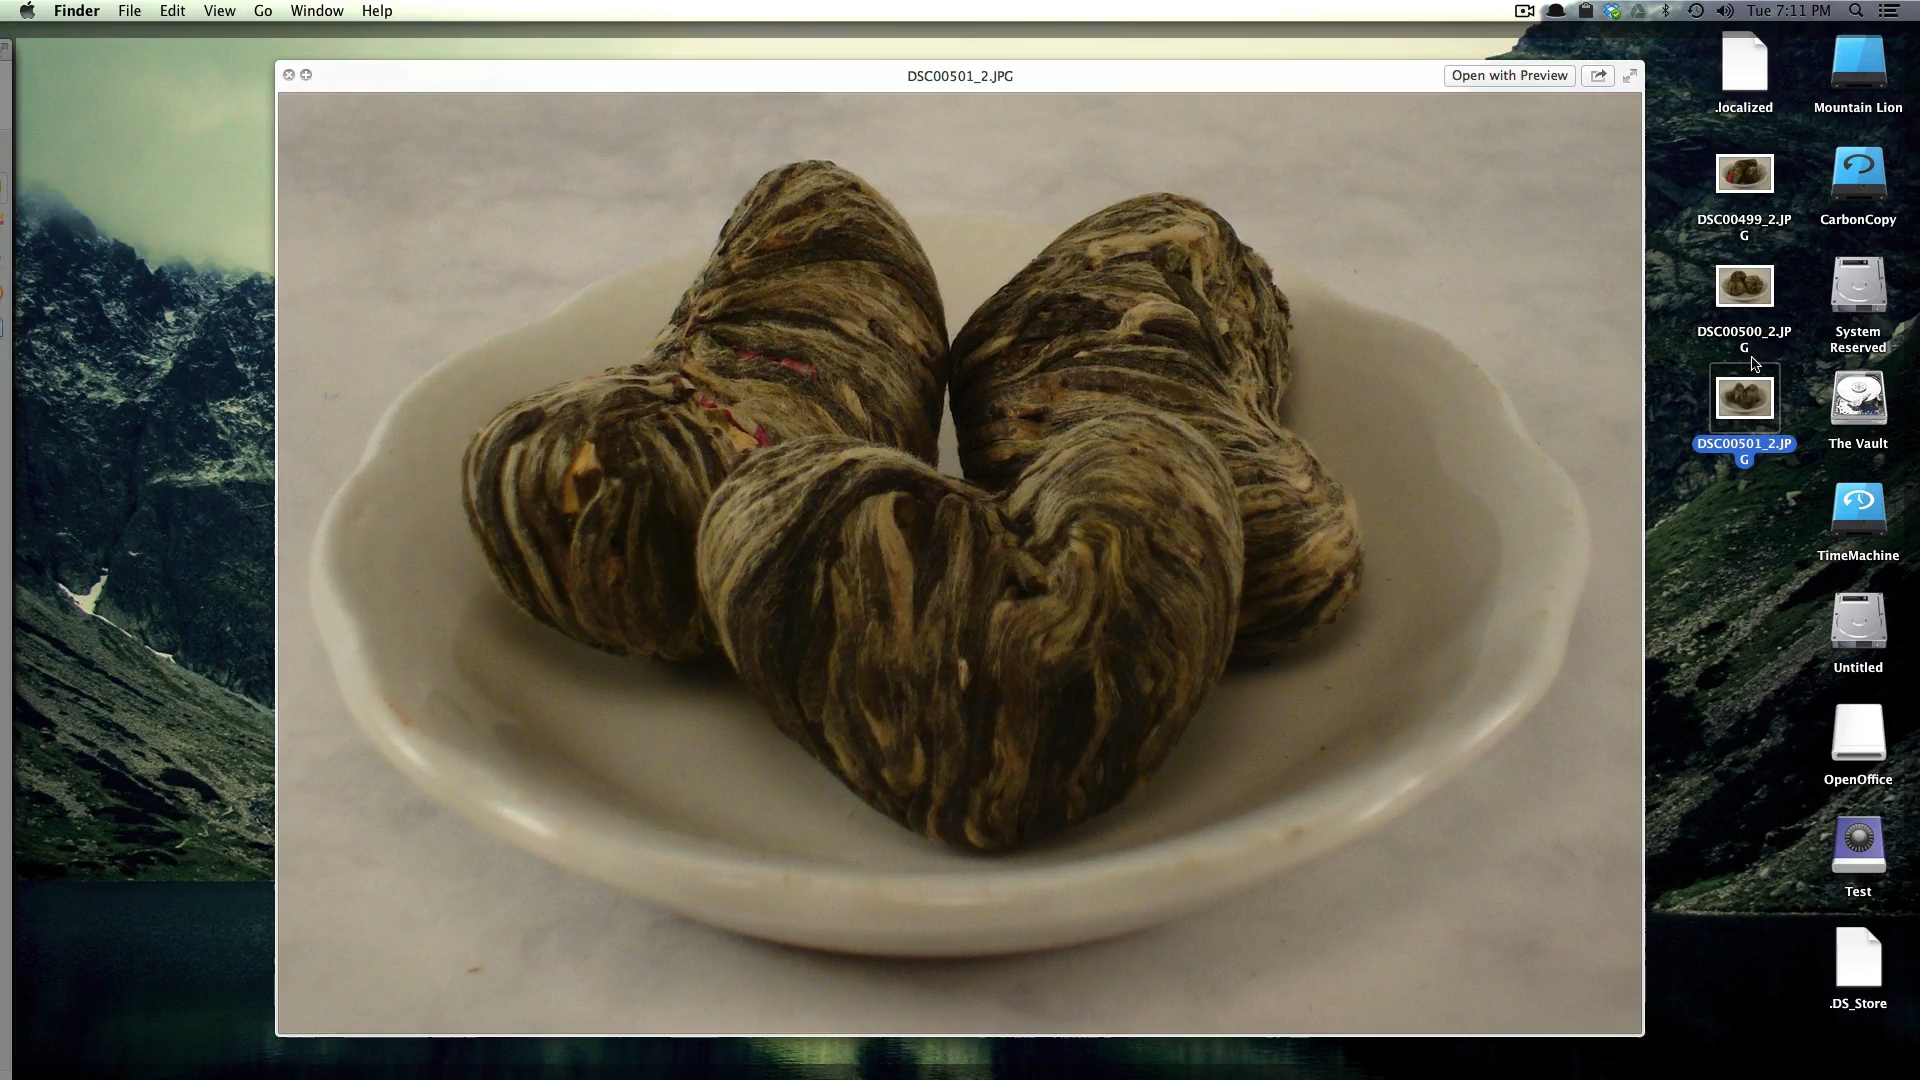 Finder File Edit View Go Window Help
Tue 7:11 PM
DSC00501_2.JPG
Open with Preview
.localized
Mountain Lion
DSC00499_2.JP
G
CarbonCopy
DSC00500_2.JP
G
System
Reserved
DSC00501_2.JP
G
The Vault
TimeMachine
Untitled
OpenOffice
Test
.DS_Store